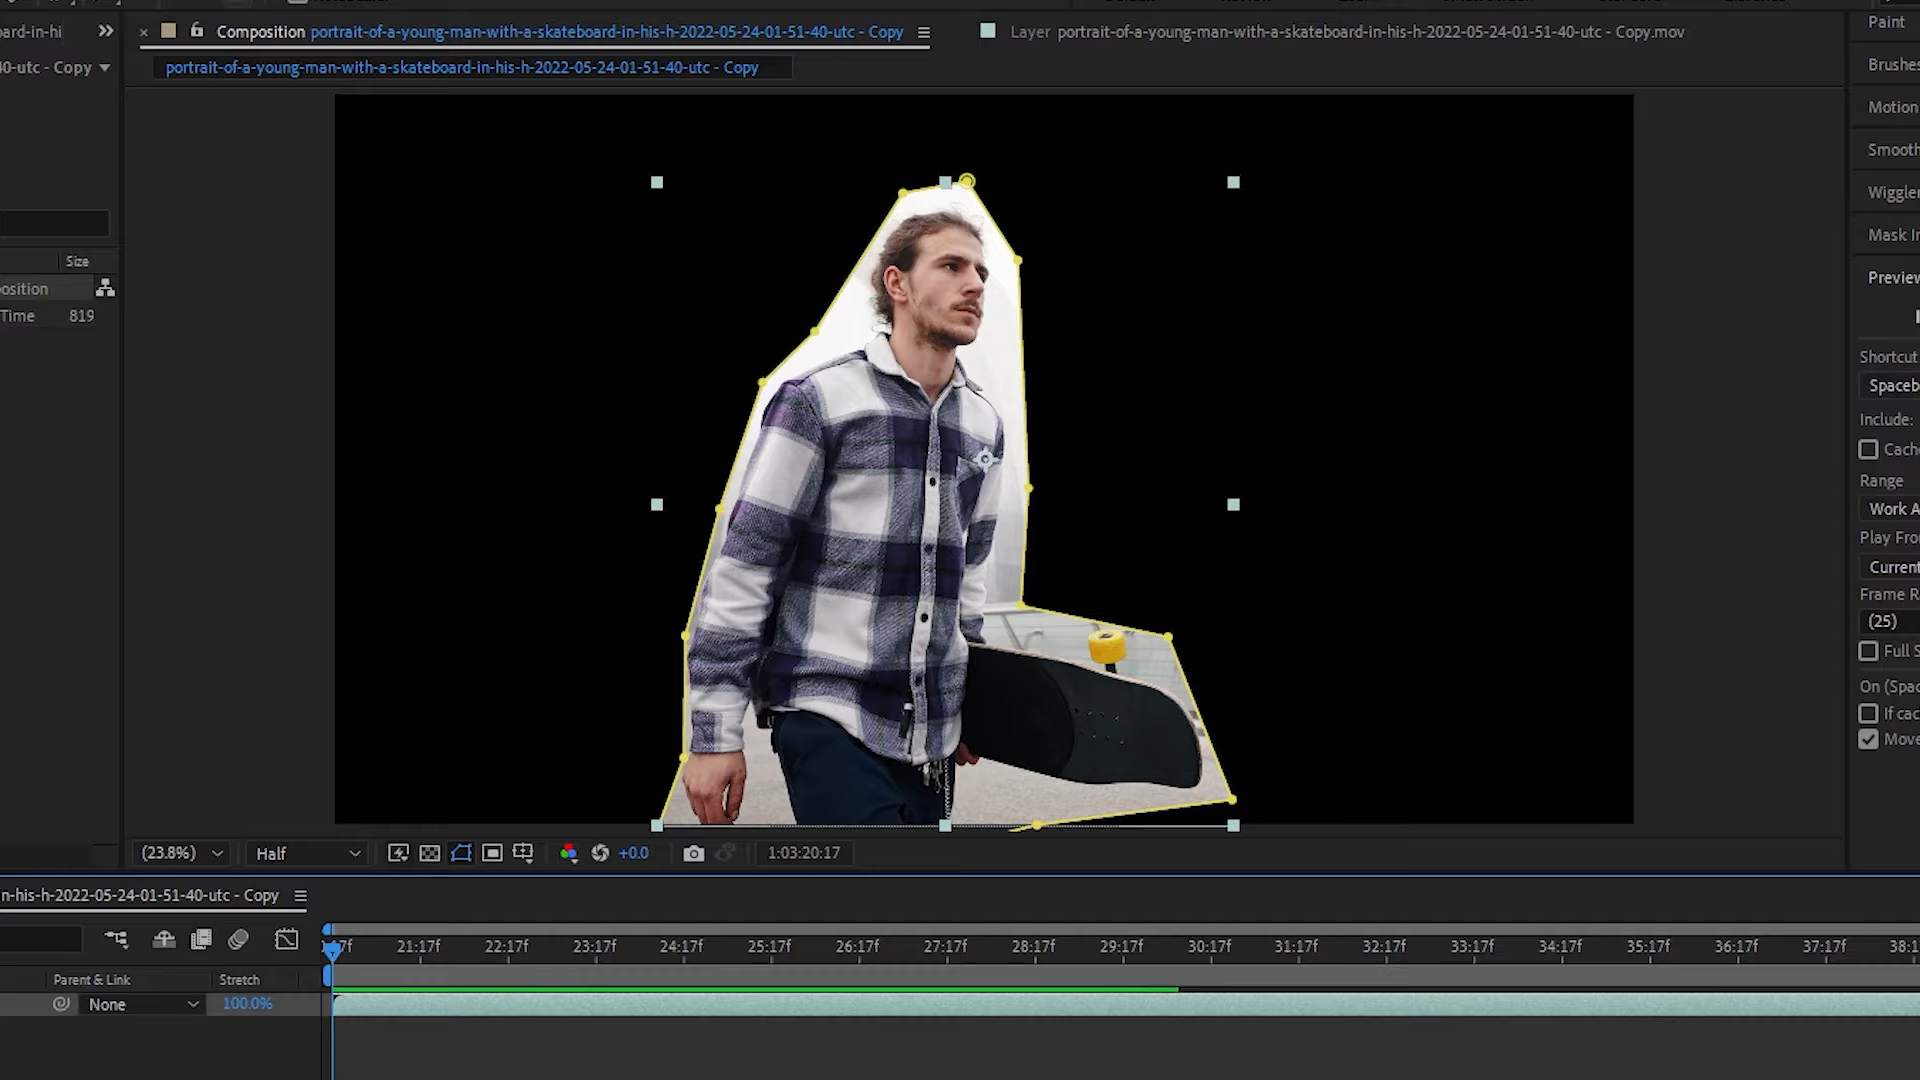 ard-in-hi
Composition portrait-of-a-young-man-with-a-skateboard-in-his-h-2022-05-24-01-51-40-utc - Copy
Layer portrait-of-a-young-man-with-a-skateboard-in-his-h-2022-05-24-01-51-40-utc - Copy.mov
Paint
0-utc - Copy
portrait-of-a-young-man-with-a-skateboard-in-his-h-2022-05-24-01-51-40-utc - Copy
Brushes
Motion
Smooth
Wiggler
Mask In
Size
osition
Time 819
Preview
Shortcut
Spaceb
Include:
Cache
Range
Work A
Play Fro
Current
Frame Ra
(25)
Full S
On (Spac
If cac
Move
(23.8%)
Half
+0.0
1:03:20:17
n-his-h-2022-05-24-01-51-40-utc - Copy
17f 21:17f 22:17f 23:17f 24:17f 25:17f 26:17f 27:17f 28:17f 29:17f 30:17f 31:17f 32:17f 33:17f 34:17f 35:17f 36:17f 37:17f 38:1
Parent & Link Stretch
None 100.0%